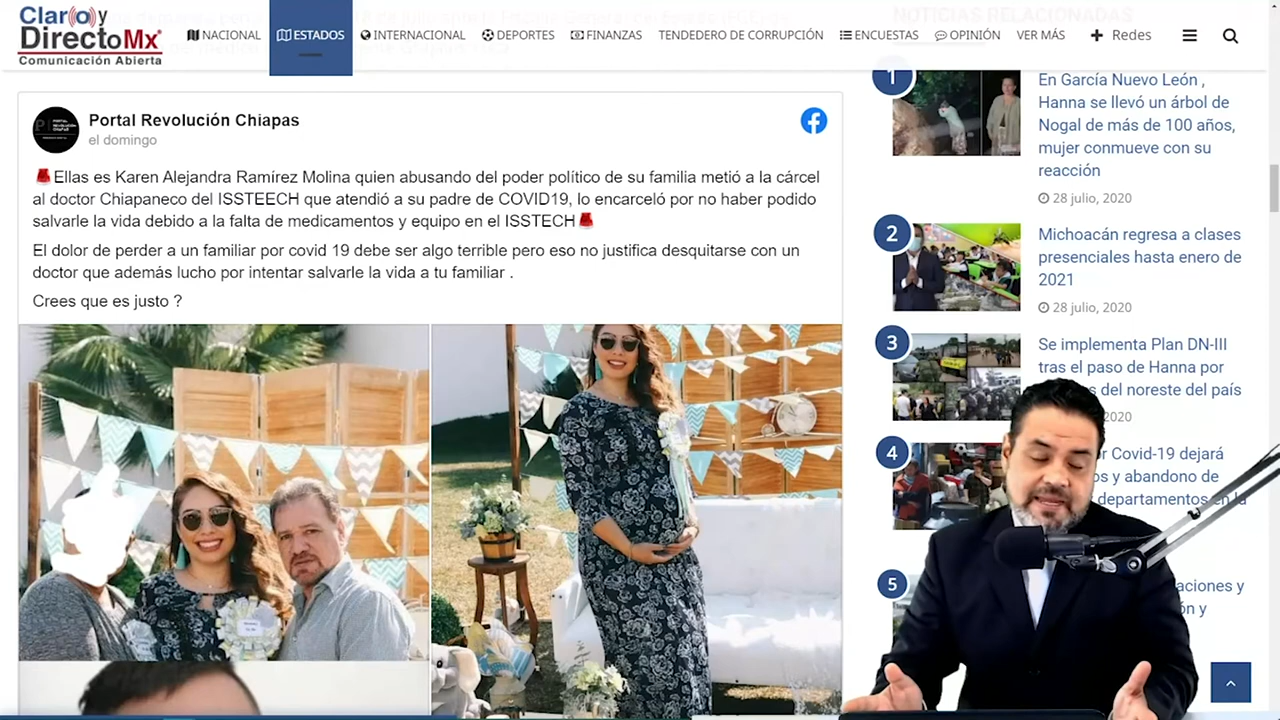 Claro y
DirectoMx
Comunicación Abierta
NACIONAL
ESTADOS
INTERNACIONAL
DEPORTES
FINANZAS
TENDEDERO DE CORRUPCIÓN
ENCUESTAS
OPINIÓN
VER MÁS
Redes
NOTICIAS RELACIONADAS
Portal Revolución Chiapas
el domingo
Ellas es Karen Alejandra Ramírez Molina quien abusando del poder político de su familia metió a la cárcel
al doctor Chiapaneco del ISSTEECH que atendió a su padre de COVID19, lo encarceló por no haber podido
salvarle la vida debido a la falta de medicamentos y equipo en el ISSTECH
El dolor de perder a un familiar por covid 19 debe ser algo terrible pero eso no justifica desquitarse con un
doctor que además lucho por intentar salvarle la vida a tu familiar .
Crees que es justo ?
1
En García Nuevo León ,
Hanna se llevó un árbol de
Nogal de más de 100 años,
mujer conmueve con su
reacción
28 julio, 2020
2
Michoacán regresa a clases
presenciales hasta enero de
2021
28 julio, 2020
3
Se implementa Plan DN-III
tras el paso de Hanna por
del noreste del país
2020
4
Covid-19 dejará
y abandono de
departamentos en la
5
y
y